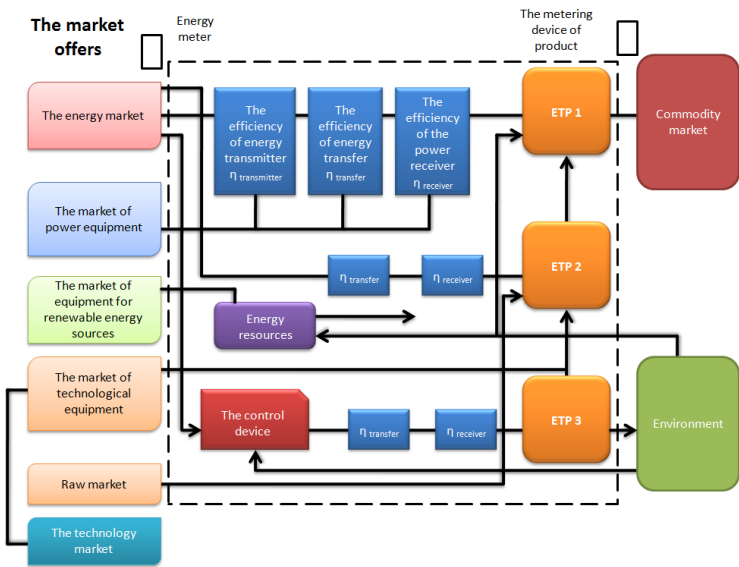 The market
offers
Energy
meter
The metering
device of
product
The energy market
The
efficiency
of energy
transmitter
η transmitter
The
efficiency
of energy
transfer
η transfer
The
efficiency
of the
power
receiver
η receiver
ETP 1
Commodity
market
The market of
power equipment
η transfer
η receiver
ETP 2
The market of
equipment for
renewable energy
sources
Energy
resources
The market of
technological
equipment
The control
device
η transfer
η receiver
ETP 3
Environment
Raw market
The technology
market